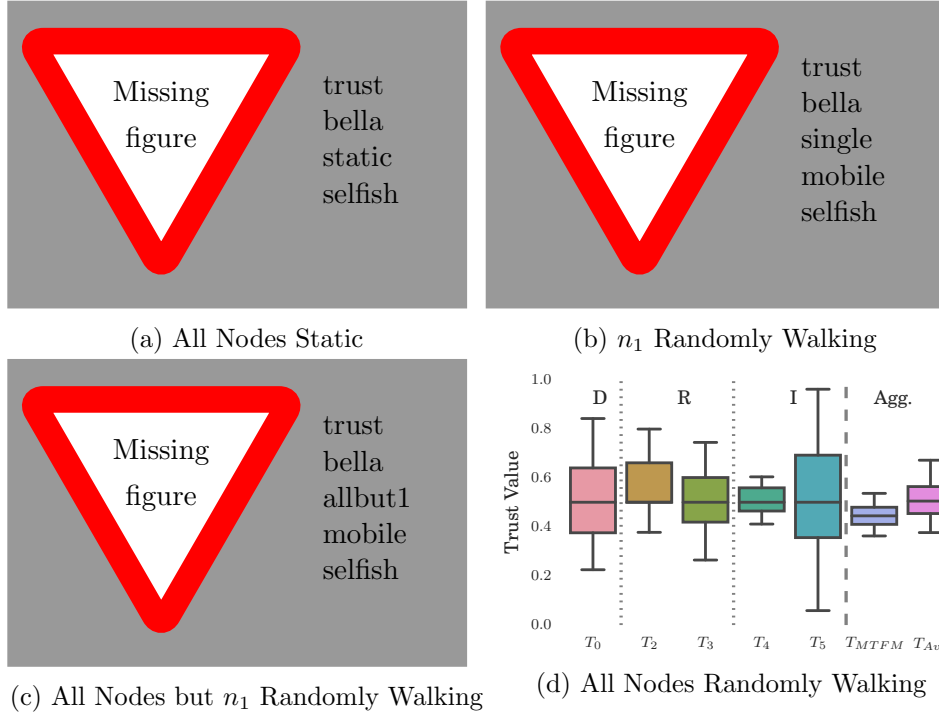 Missing
figure
trust
bella
static
selfish
(a) All Nodes Static
Missing
figure
trust
bella
single
mobile
selfish
(b) n₁ Randomly Walking
Missing
figure
trust
bella
allbut1
mobile
selfish
(c) All Nodes but n₁ Randomly Walking
D R I Agg.
Trust Value
1.0
0.8
0.6
0.4
0.2
0.0
T₀ T₂ T₃ T₄ T₅ T_MTFM T_Av
(d) All Nodes Randomly Walking